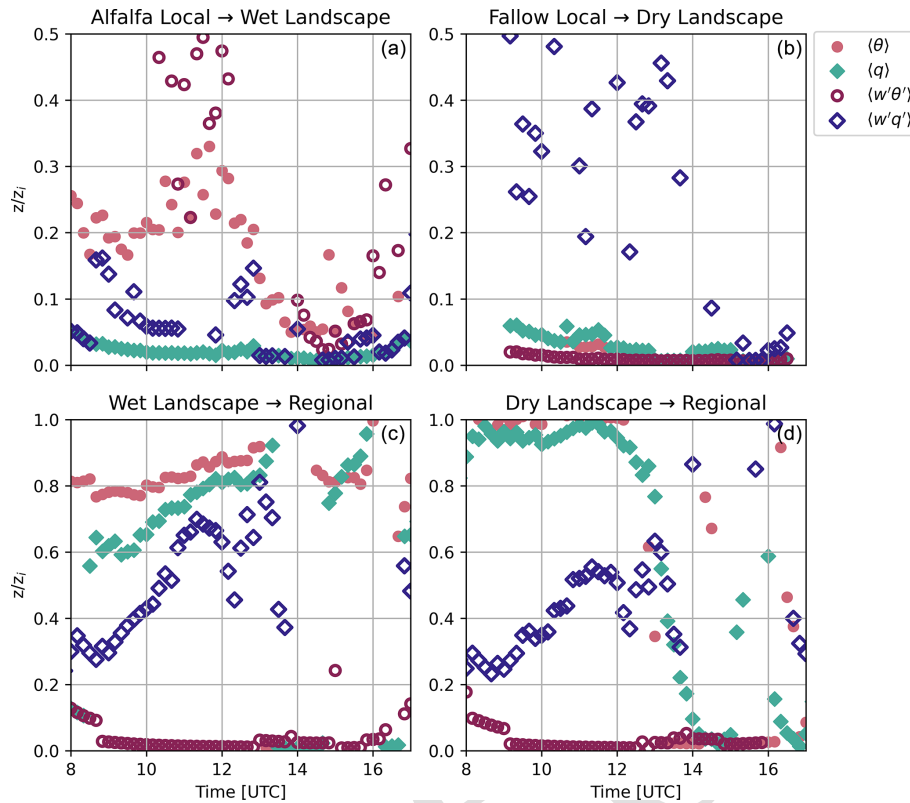 Alfalfa Local → Wet Landscape
Fallow Local → Dry Landscape
(a)
(b)
⟨θ⟩
⟨q⟩
⟨w'θ'⟩
⟨w'q'⟩
0.5
0.4
0.3
0.2
0.1
0.0
z/zᵢ
Wet Landscape → Regional
Dry Landscape → Regional
(c)
(d)
1.0
0.8
0.6
0.4
0.2
0.0
z/zᵢ
8 10 12 14 16
8 10 12 14 16
Time [UTC]
Time [UTC]